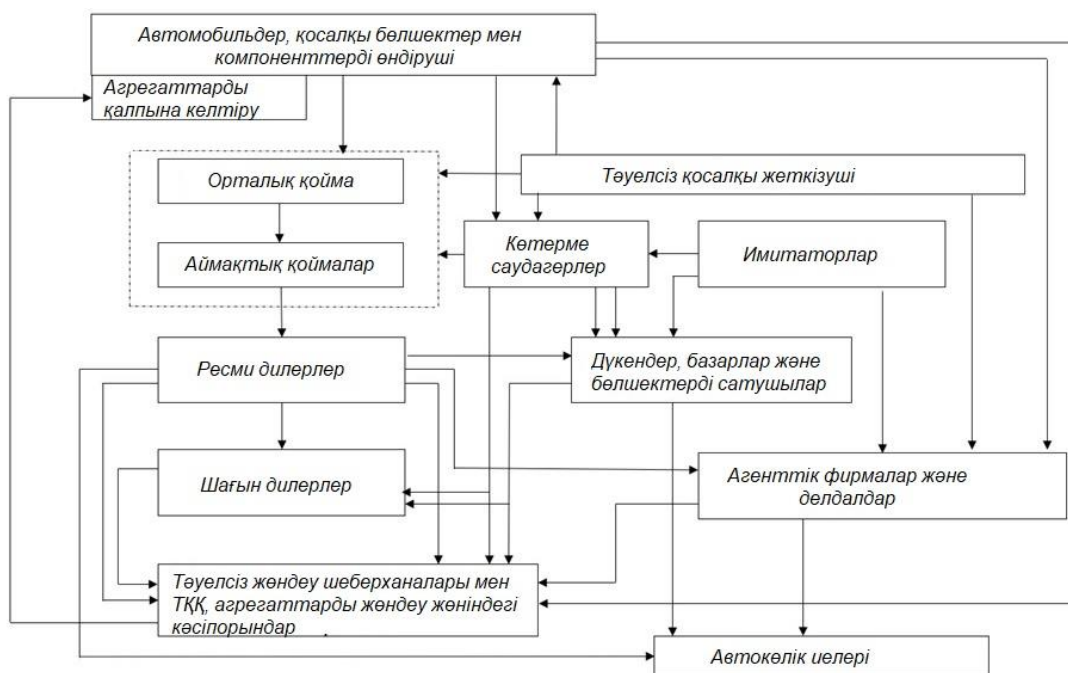 Автомобильдер, қосалқы бөлшектер мен
компоненттерді өндіруші
Агрегаттарды
қалпына келтіру
Орталық қойма
Тәуелсіз қосалқы жеткізуші
Аймақтық қоймалар
Көтерме
саудагерлер
Имитаторлар
Ресми дилерлер
Дүкендер, базарлар және
бөлшектерді сатушылар
Шағын дилерлер
Агенттік фирмалар және
делдалдар
Тәуелсіз жөндеу шеберханалары мен
ТҚҚ, агрегаттарды жөндеу жөніндегі
кәсіпорындар .
Автокөлік иелері